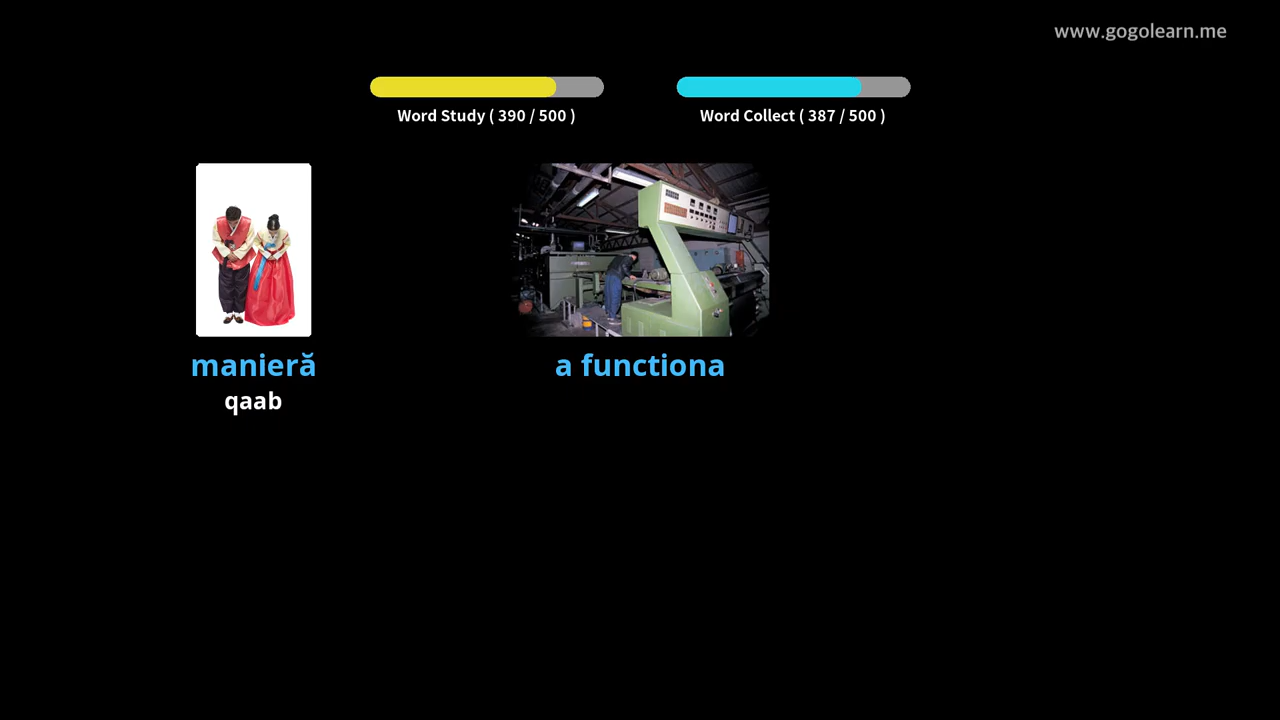 www.gogolearn.me
Word Study ( 390 / 500 )
Word Collect ( 387 / 500 )
manieră
qaab
a functiona